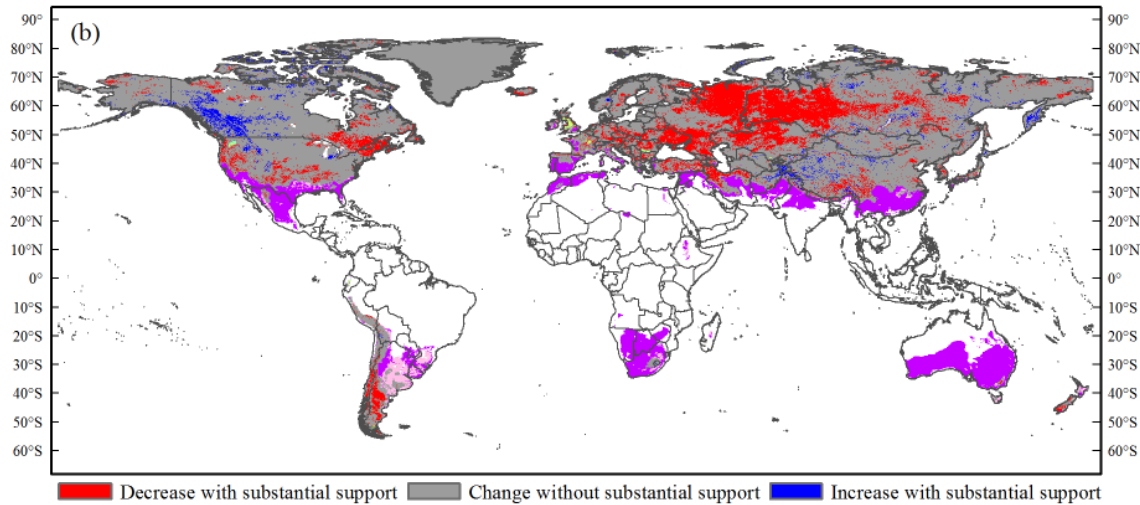 (b)
90° 90°
80°N 80°N
70°N 70°N
60°N 60°N
50°N 50°N
40°N 40°N
30°N 30°N
20°N 20°N
10°N 10°N
0° 0°
10°S 10°S
20°S 20°S
30°S 30°S
40°S 40°S
50°S 50°S
60°S 60°S
Decrease with substantial support Change without substantial support Increase with substantial support